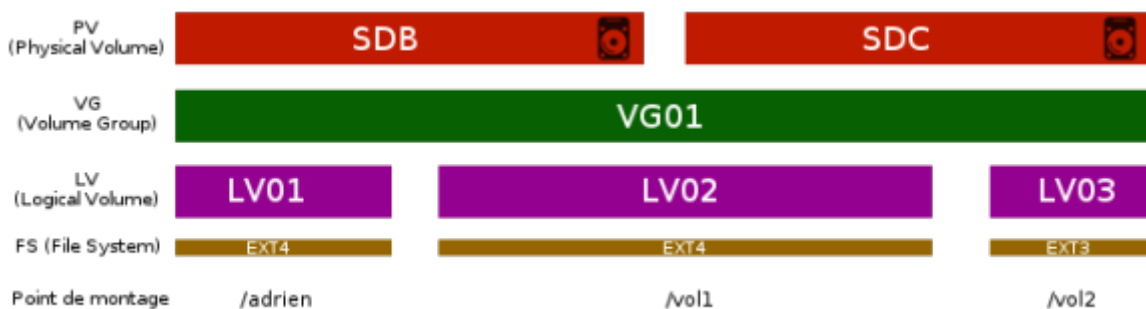 PV
(Physical Volume)
SDB
SDC
VG
(Volume Group)
VG01
LV
(Logical Volume)
LV01
LV02
LV03
FS (File System)
EXT4
EXT4
EXT3
Point de montage
/adrien
/vol1
/vol2